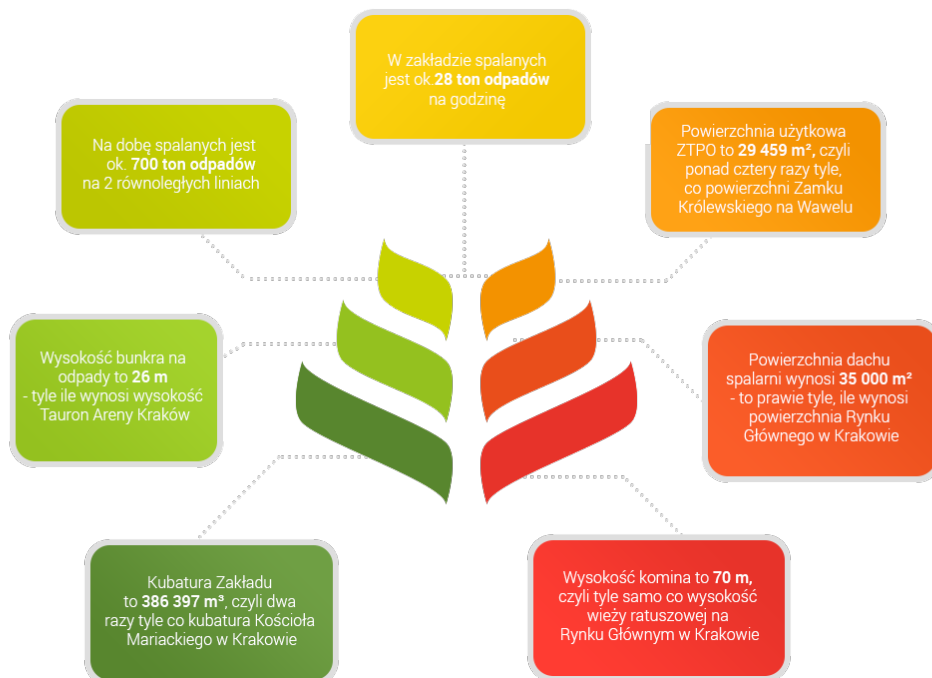 W zakładzie spalanych
jest ok.28 ton odpadów
na godzinę
Na dobę spalanych jest
ok. 700 ton odpadów
na 2 równoległych liniach
Powierzchnia użytkowa
ZTPO to 29 459 m², czyli
ponad cztery razy tyle,
co powierzchni Zamku
Królewskiego na Wawelu
Wysokość bunkra na
odpady to 26 m
- tyle ile wynosi wysokość
Tauron Areny Kraków
Powierzchnia dachu
spalarni wynosi 35 000 m²
- to prawie tyle, ile wynosi
powierzchnia Rynku
Głównego w Krakowie
Kubatura Zakładu
to 386 397 m³, czyli dwa
razy tyle co kubatura Kościoła
Mariackiego w Krakowie
Wysokość komina to 70 m,
czyli tyle samo co wysokość
wieży ratuszowej na
Rynku Głównym w Krakowie